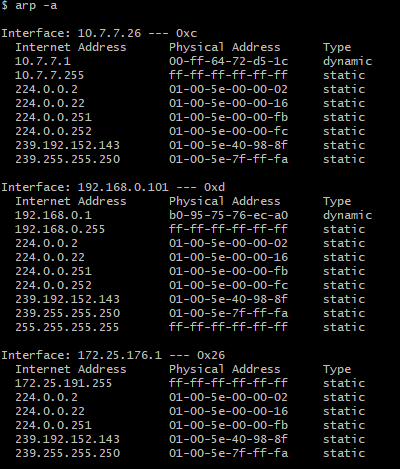 $ arp -a
Interface: 10.7.7.26 --- 0xc
Internet Address Physical Address Type
10.7.7.1 00-ff-64-72-d5-1c dynamic
10.7.7.255 ff-ff-ff-ff-ff-ff static
224.0.0.2 01-00-5e-00-00-02 static
224.0.0.22 01-00-5e-00-00-16 static
224.0.0.251 01-00-5e-00-00-fb static
224.0.0.252 01-00-5e-00-00-fc static
239.192.152.143 01-00-5e-40-98-8f static
239.255.255.250 01-00-5e-7f-ff-fa static
Interface: 192.168.0.101 --- 0xd
Internet Address Physical Address Type
192.168.0.1 b0-95-75-76-ec-a0 dynamic
192.168.0.255 ff-ff-ff-ff-ff-ff static
224.0.0.2 01-00-5e-00-00-02 static
224.0.0.22 01-00-5e-00-00-16 static
224.0.0.251 01-00-5e-00-00-fb static
224.0.0.252 01-00-5e-00-00-fc static
239.192.152.143 01-00-5e-40-98-8f static
239.255.255.250 01-00-5e-7f-ff-fa static
255.255.255.255 ff-ff-ff-ff-ff-ff static
Interface: 172.25.176.1 --- 0x26
Internet Address Physical Address Type
172.25.191.255 ff-ff-ff-ff-ff-ff static
224.0.0.2 01-00-5e-00-00-02 static
224.0.0.22 01-00-5e-00-00-16 static
224.0.0.251 01-00-5e-00-00-fb static
239.192.152.143 01-00-5e-40-98-8f static
239.255.255.250 01-00-5e-7f-ff-fa static